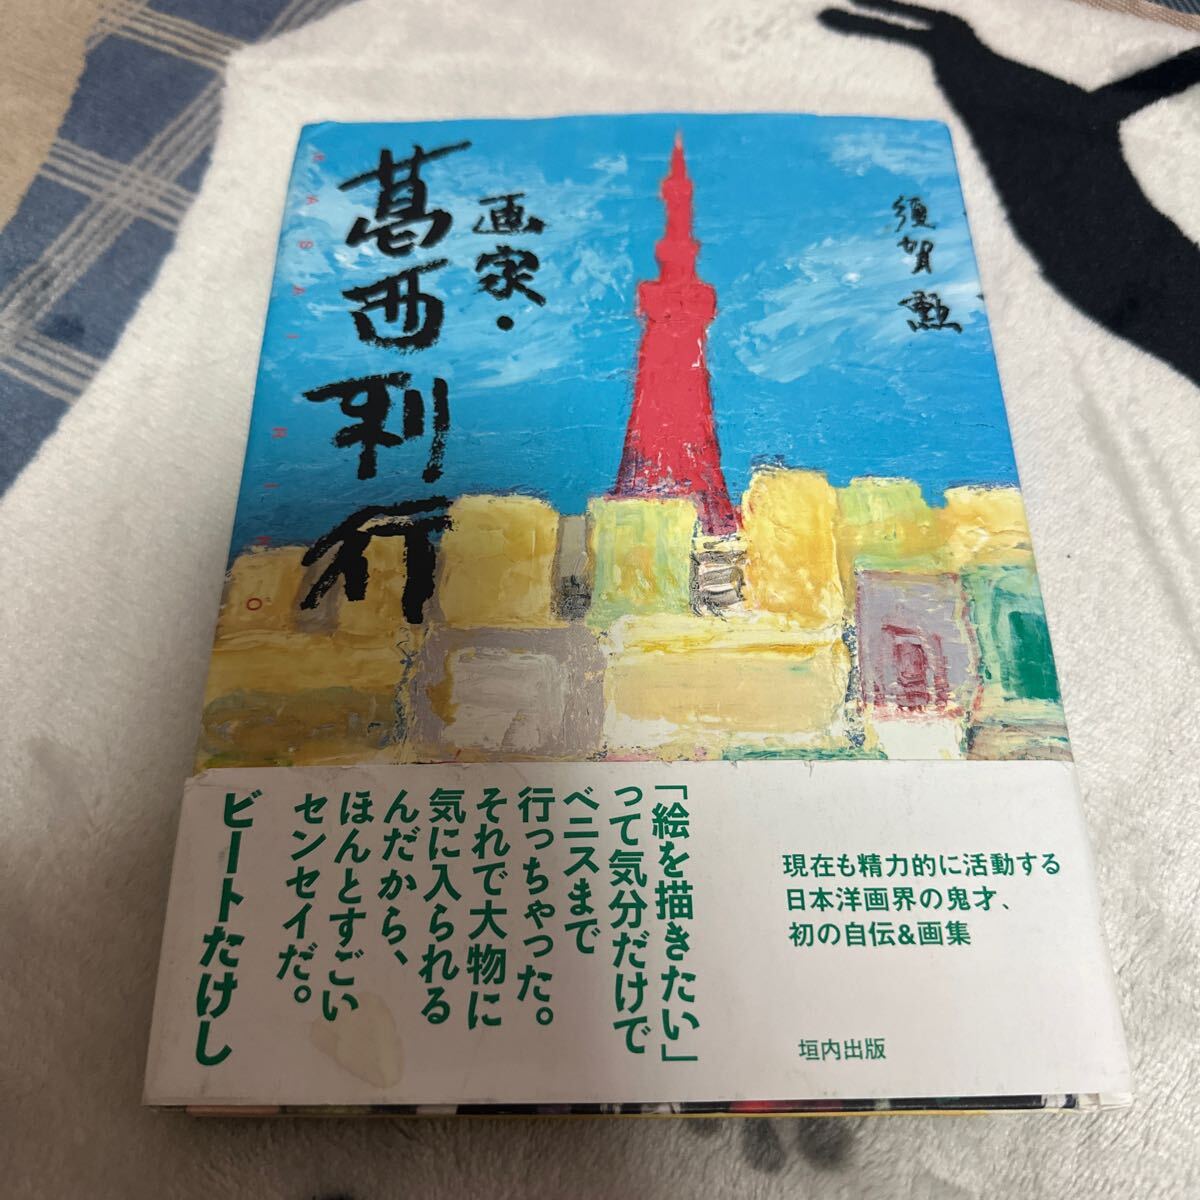 須賀 勲
画家・
葛西利行
KASAI RIKO
「絵を描きたい」
って気分だけで
ベニスまで
行っちゃった。
それで大物に
気に入られる
んだから、
ほんとすごい
センセイだ。
ビートたけし
現在も精力的に活動する
日本洋画界の鬼才、
初の自伝&画集
垣内出版